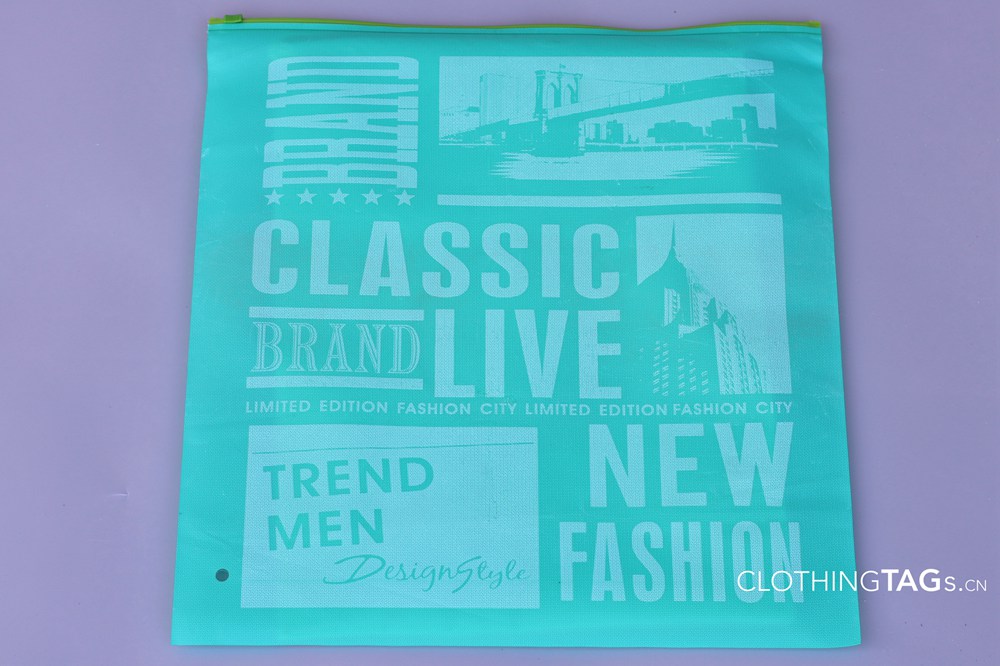 BRAND
CLASSIC
BRAND
LIVE
LIMITED EDITION FASHION CITY LIMITED EDITION FASHION CITY
TREND
MEN
DesignStyle
NEW
FASHION
CLOTHINGTAGs.CN